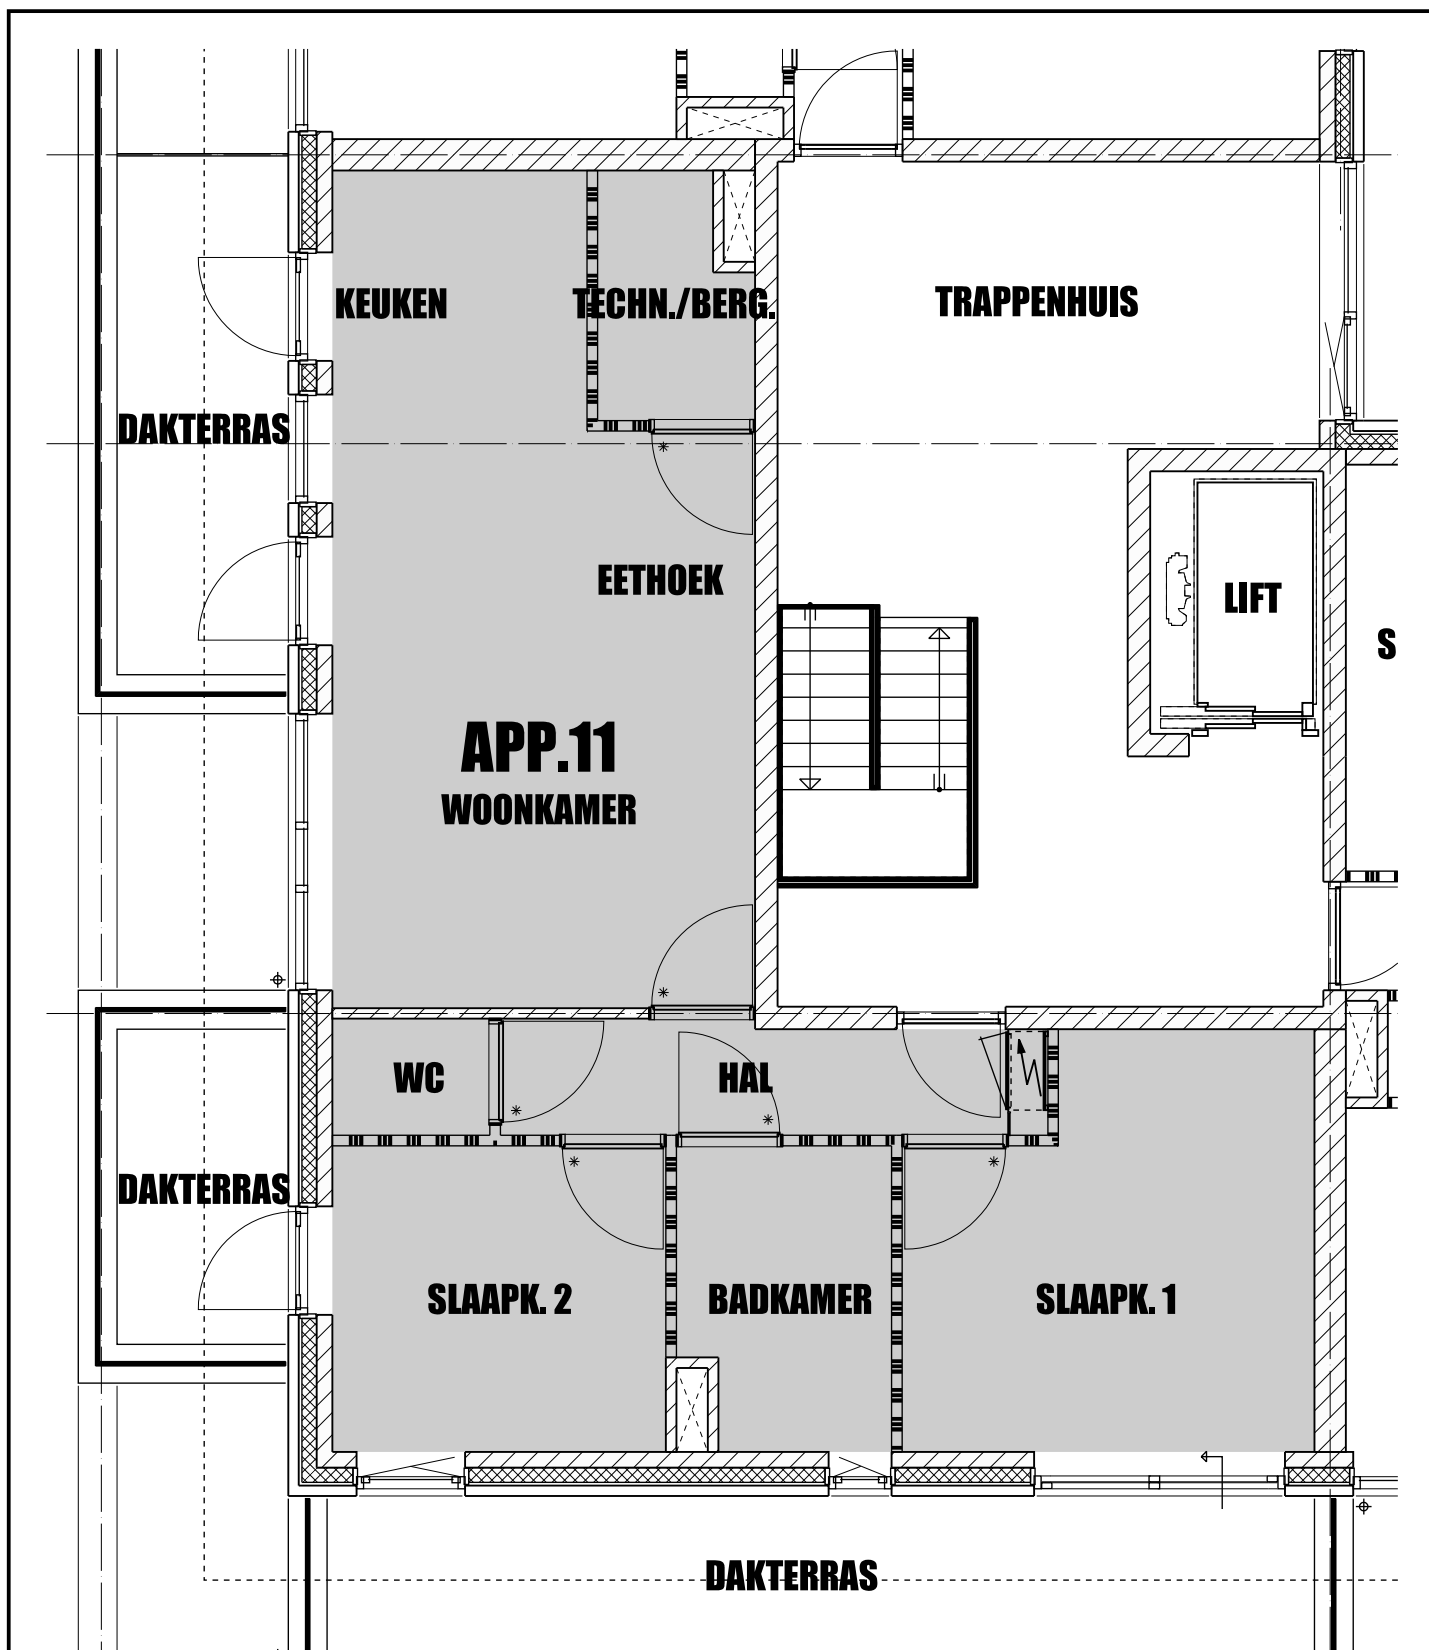 KEUKEN
TECHN./BERG.
TRAPPENHUIS
DAKTERRAS
EETHOEK
LIFT
S
APP.11
WOONKAMER
WC
HAL
DAKTERRAS
SLAAPK. 2
BADKAMER
SLAAPK. 1
DAKTERRAS